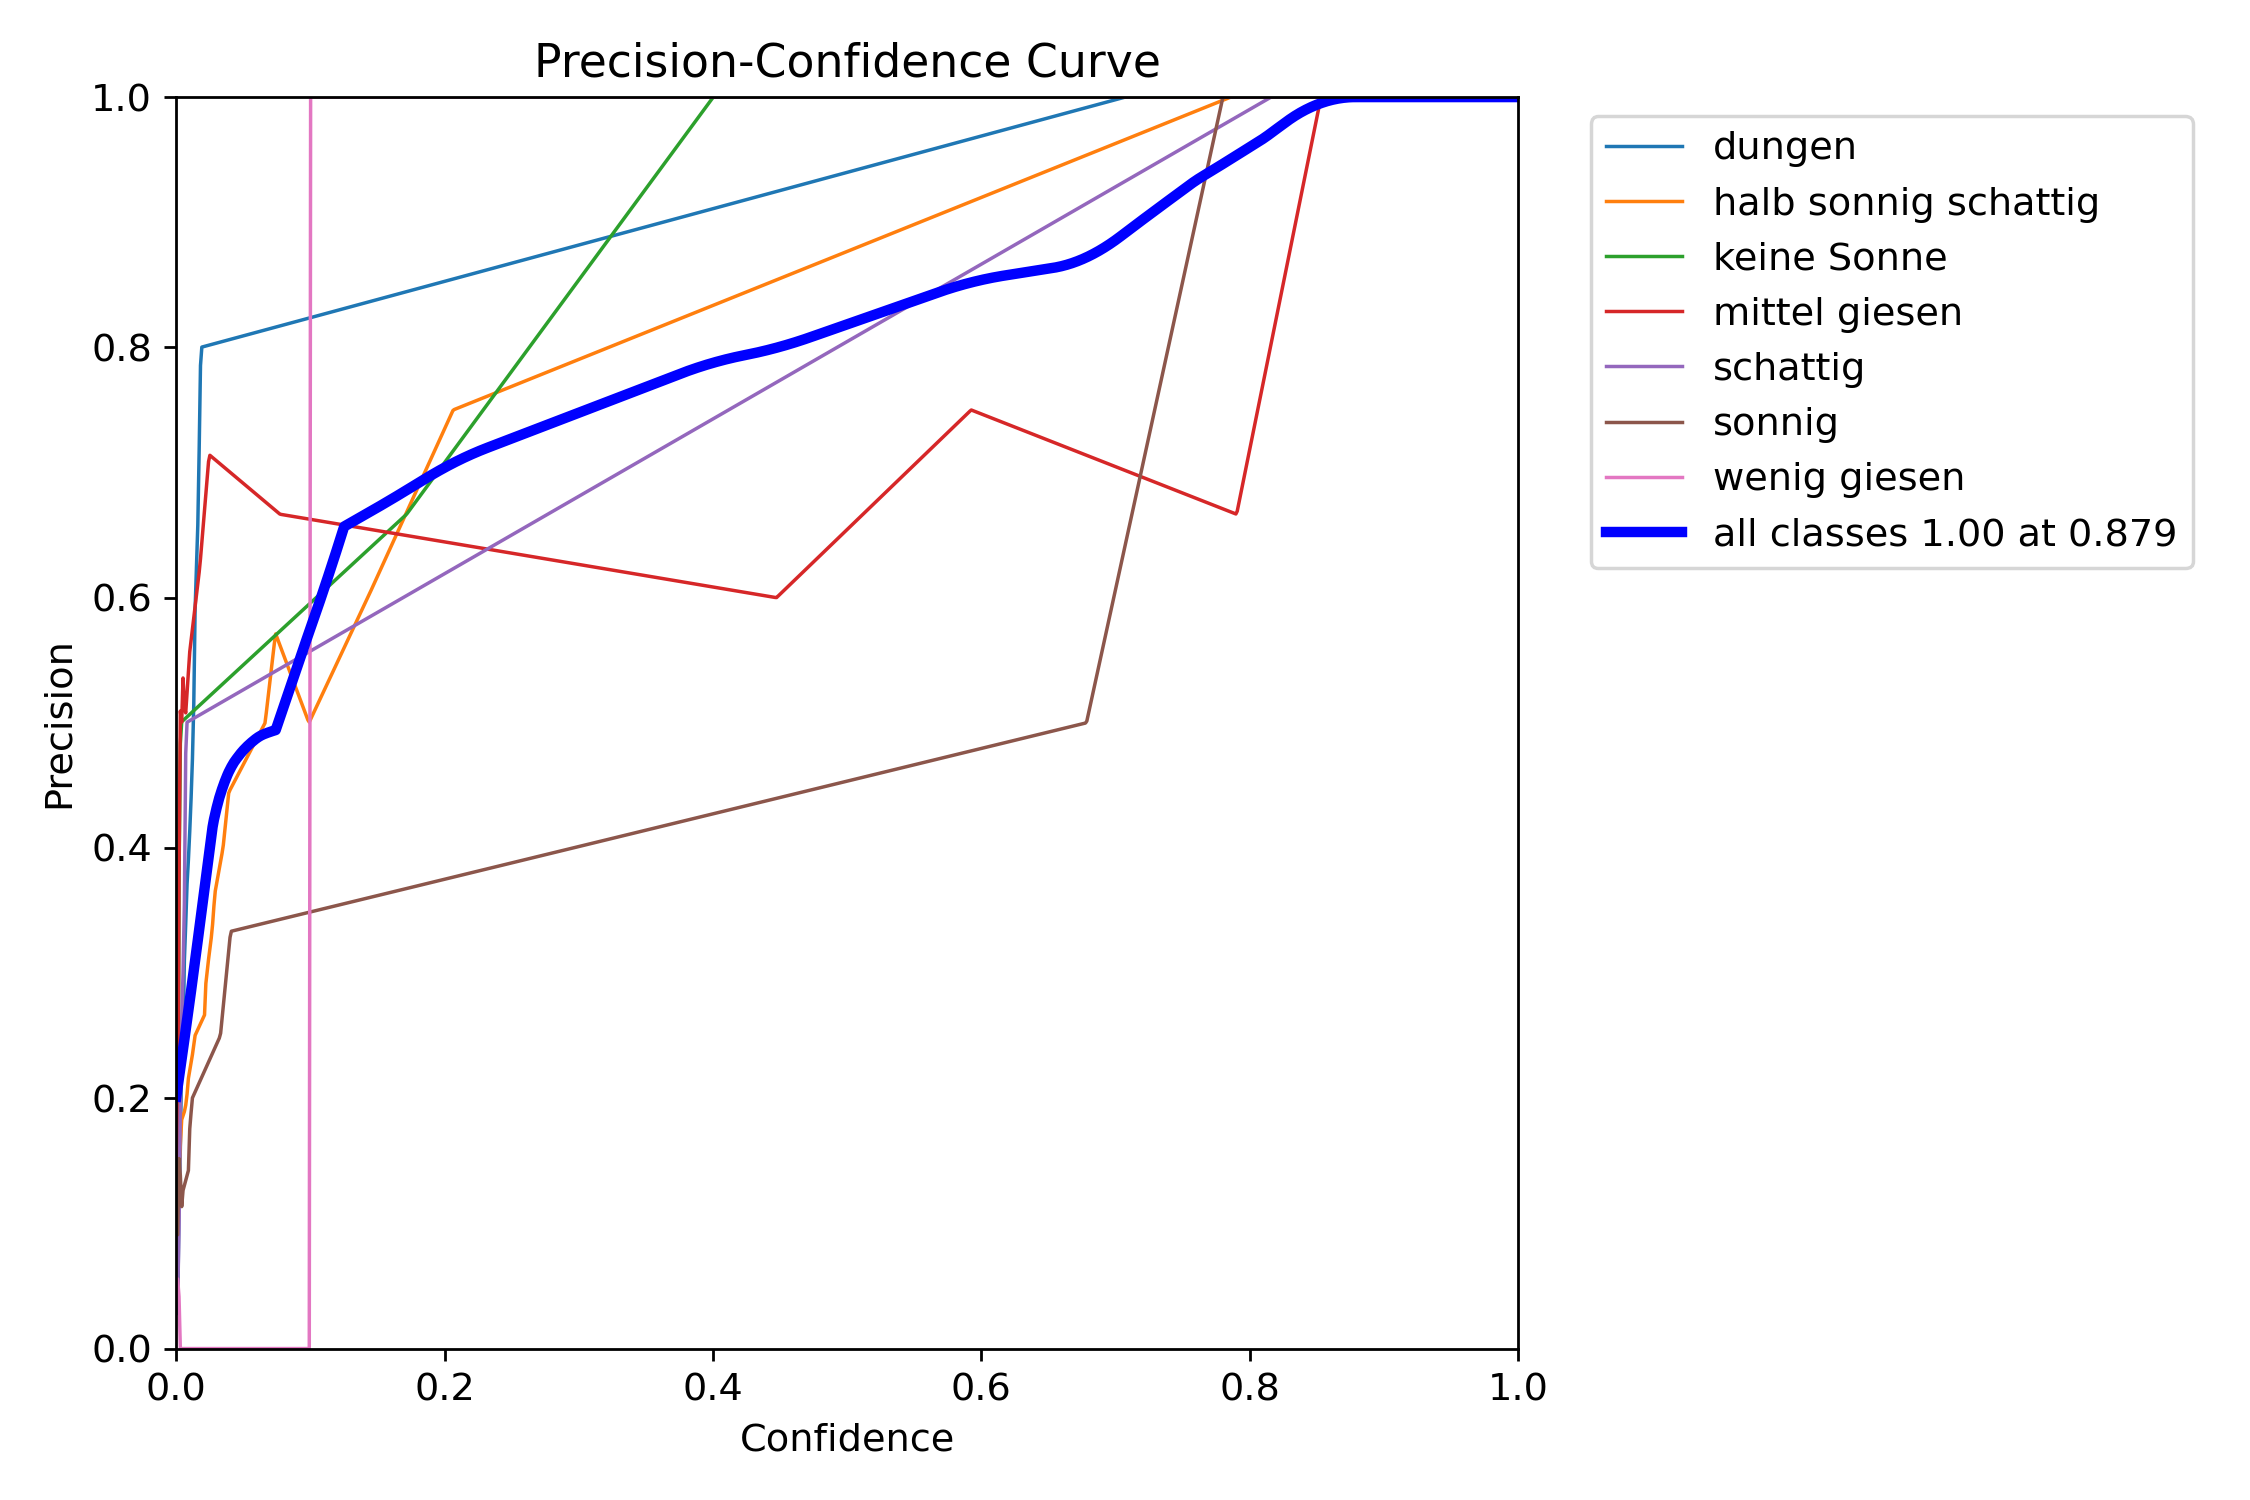 Precision-Confidence Curve
1.0
0.8
0.6
0.4
0.2
0.0
Precision
0.0 0.2 0.4 0.6 0.8 1.0
Confidence
dungen
halb sonnig schattig
keine Sonne
mittel giesen
schattig
sonnig
wenig giesen
all classes 1.00 at 0.879